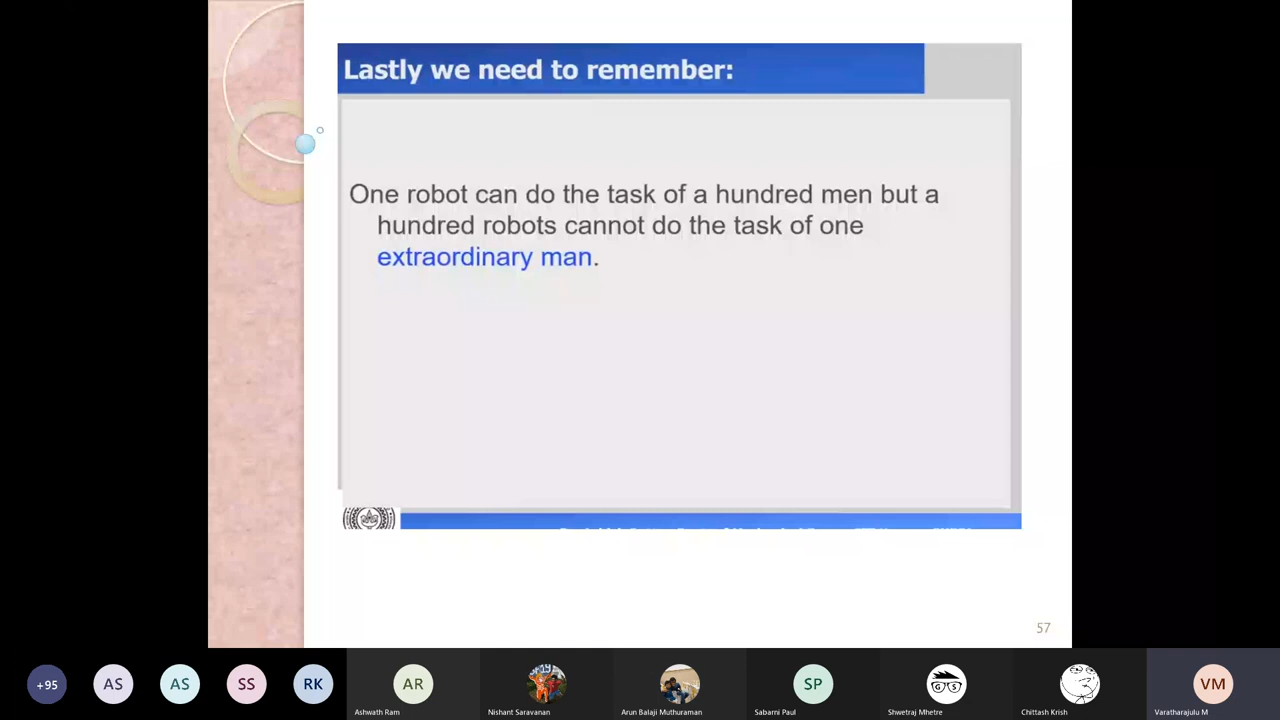 Lastly we need to remember:
One robot can do the task of a hundred men but a
hundred robots cannot do the task of one
extraordinary man.
57
+95
AS
AS
SS
RK
AR
SP
GS
VM
Ashwath Ram
Nishant Saravanan
Arun Balaji Muthuraman
Sabarni Paul
Shwetraj Mhetre
Chittash Krish
Varatharajulu M